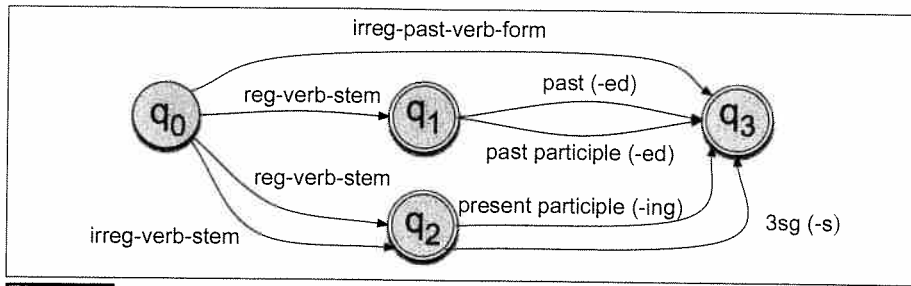 irreg-past-verb-form
reg-verb-stem
past (-ed)
q0
q1
q3
past participle (-ed)
reg-verb-stem
present participle (-ing)
irreg-verb-stem
q2
3sg (-s)